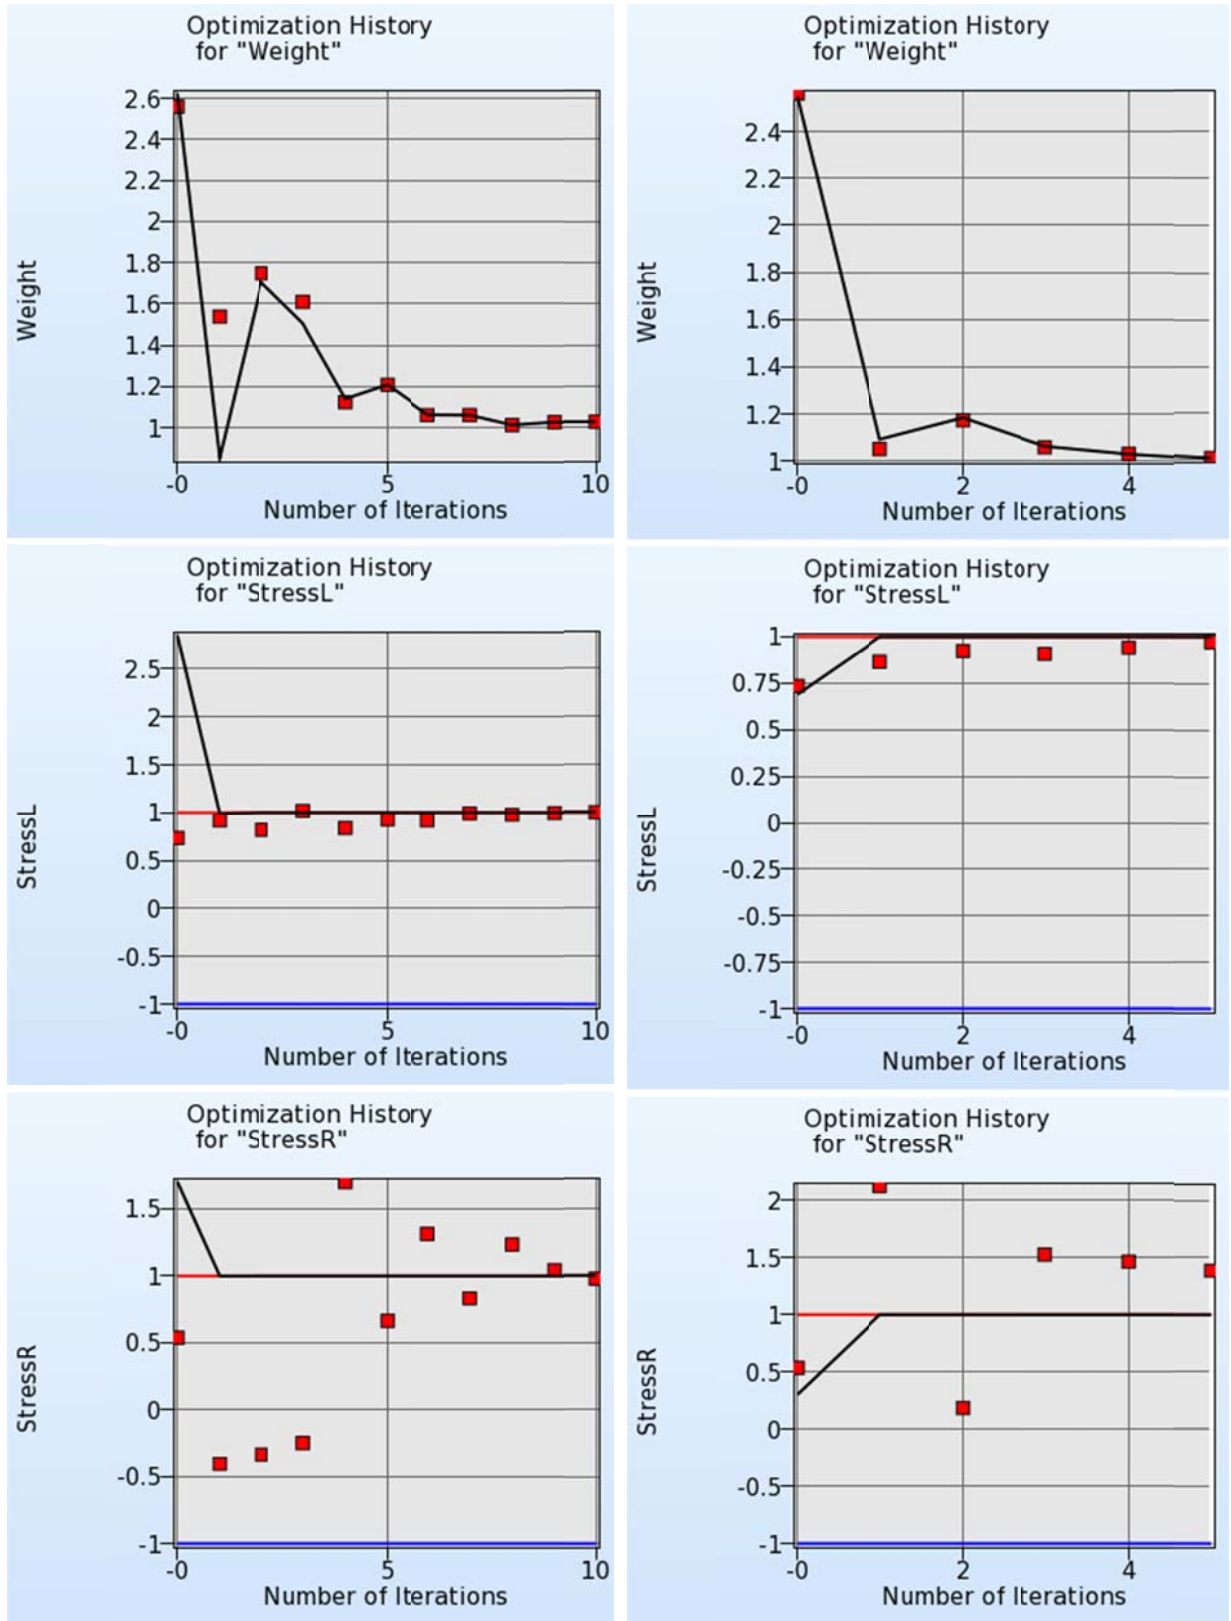 Optimization History
for "Weight"
2.6
2.4
2.2
2
1.8
1.6
1.4
1.2
1
Weight
-0
5
10
Number of Iterations
Optimization History
for "Weight"
2.4
2.2
2
1.8
1.6
1.4
1.2
1
Weight
-0
2
4
Number of Iterations
Optimization History
for "StressL"
2.5
2
1.5
1
0.5
0
-0.5
-1
StressL
-0
5
10
Number of Iterations
Optimization History
for "StressL"
1
0.75
0.5
0.25
0
-0.25
-0.5
-0.75
-1
StressL
-0
2
4
Number of Iterations
Optimization History
for "StressR"
1.5
1
0.5
0
-0.5
-1
StressR
-0
5
10
Number of Iterations
Optimization History
for "StressR"
2
1.5
1
0.5
0
-0.5
-1
StressR
-0
2
4
Number of Iterations